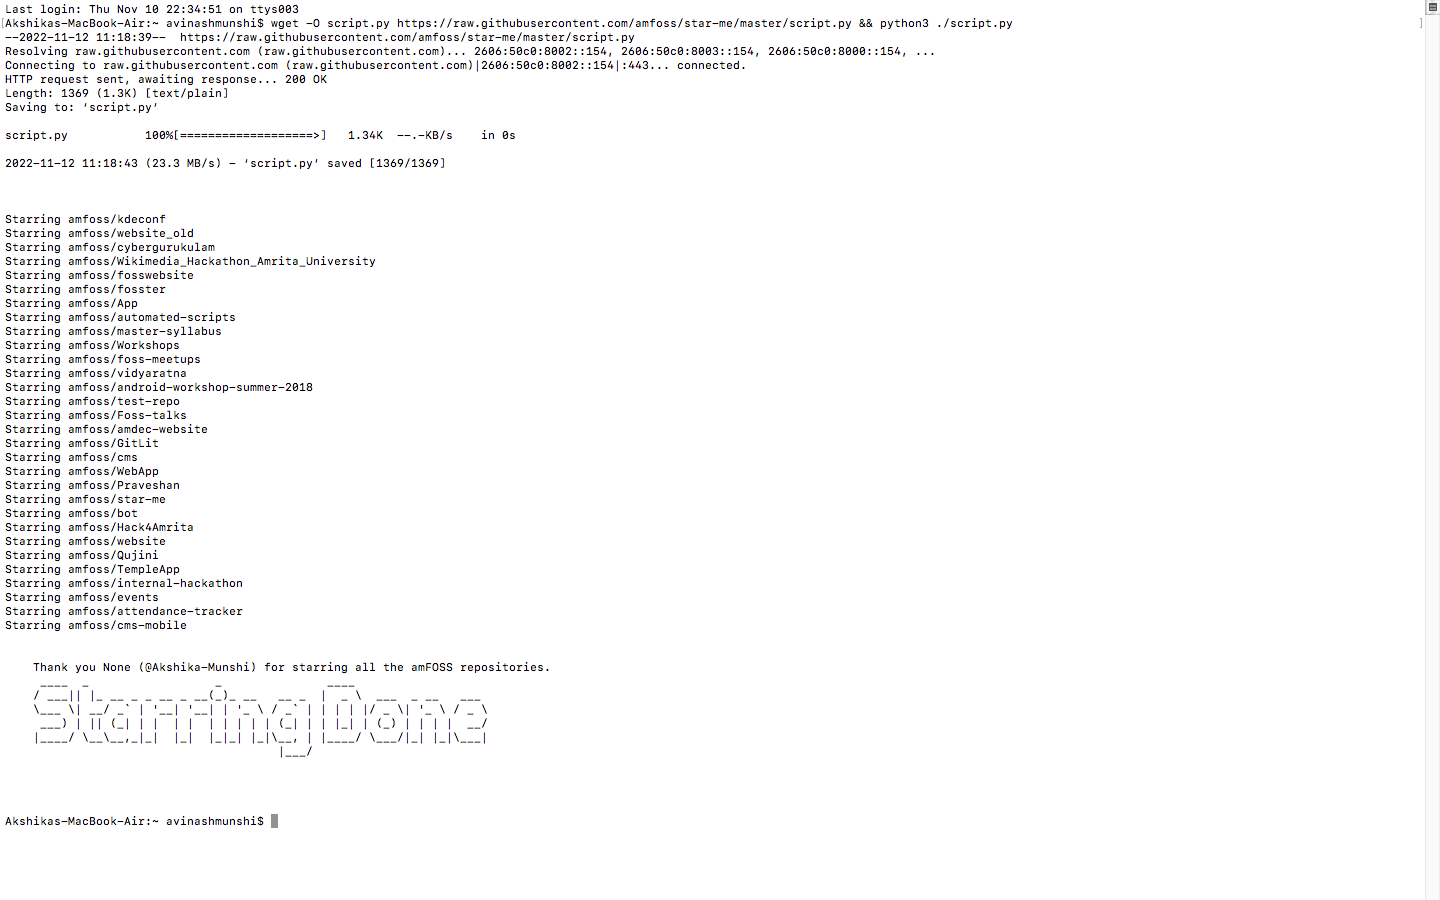 Last login: Thu Nov 10 22:34:51 on ttys003
[Akshikas-MacBook-Air:~ avinashmunshi$ wget -O script.py https://raw.githubusercontent.com/amfoss/star-me/master/script.py && python3 ./script.py ]
--2022-11-12 11:18:39--  https://raw.githubusercontent.com/amfoss/star-me/master/script.py
Resolving raw.githubusercontent.com (raw.githubusercontent.com)... 2606:50c0:8002::154, 2606:50c0:8003::154, 2606:50c0:8000::154, ...
Connecting to raw.githubusercontent.com (raw.githubusercontent.com)|2606:50c0:8002::154|:443... connected.
HTTP request sent, awaiting response... 200 OK
Length: 1369 (1.3K) [text/plain]
Saving to: ‘script.py’
script.py           100%[===================>]   1.34K  --.-KB/s    in 0s
2022-11-12 11:18:43 (23.3 MB/s) - ‘script.py’ saved [1369/1369]
Starring amfoss/kdeconf
Starring amfoss/website_old
Starring amfoss/cybergurukulam
Starring amfoss/Wikimedia_Hackathon_Amrita_University
Starring amfoss/fosswebsite
Starring amfoss/fosster
Starring amfoss/App
Starring amfoss/automated-scripts
Starring amfoss/master-syllabus
Starring amfoss/Workshops
Starring amfoss/foss-meetups
Starring amfoss/vidyaratna
Starring amfoss/android-workshop-summer-2018
Starring amfoss/test-repo
Starring amfoss/Foss-talks
Starring amfoss/amdec-website
Starring amfoss/GitLit
Starring amfoss/cms
Starring amfoss/WebApp
Starring amfoss/Praveshan
Starring amfoss/star-me
Starring amfoss/bot
Starring amfoss/Hack4Amrita
Starring amfoss/website
Starring amfoss/Qujini
Starring amfoss/TempleApp
Starring amfoss/internal-hackathon
Starring amfoss/events
Starring amfoss/attendance-tracker
Starring amfoss/cms-mobile
Thank you None (@Akshika-Munshi) for starring all the amFOSS repositories.
Starring Done
Akshikas-MacBook-Air:~ avinashmunshi$